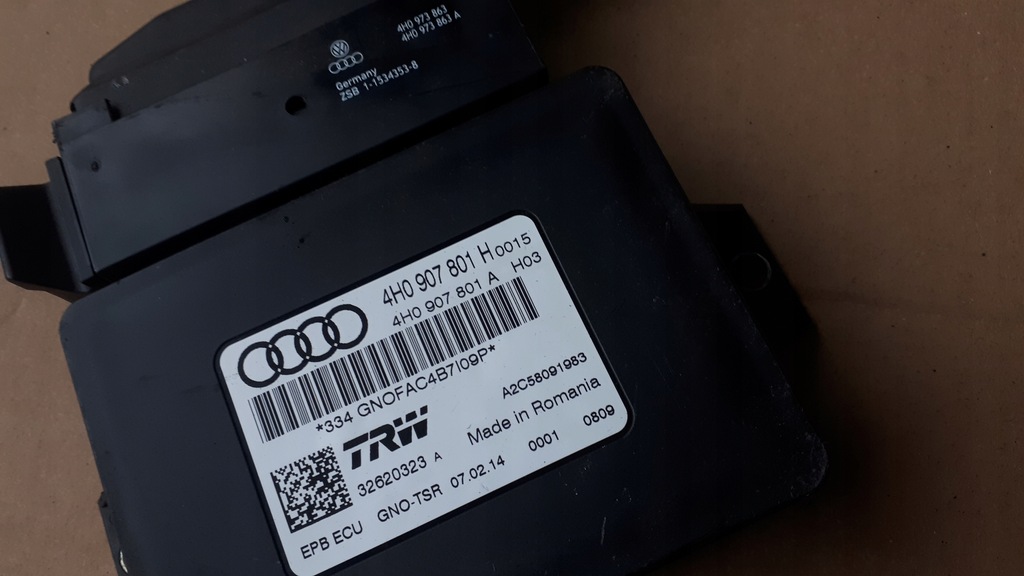 4H0 973 863
4H0 973 863 A
Germany
ZSB 1-1534353-B
4H0 907 801 H 0015
4H0 907 801 A H03
*334 GNOFAC4B7I09P*
TRW
A2C58091983
32620323 A
Made in Romania
EPB ECU GNO-TSR 07.02.14 0001 0809